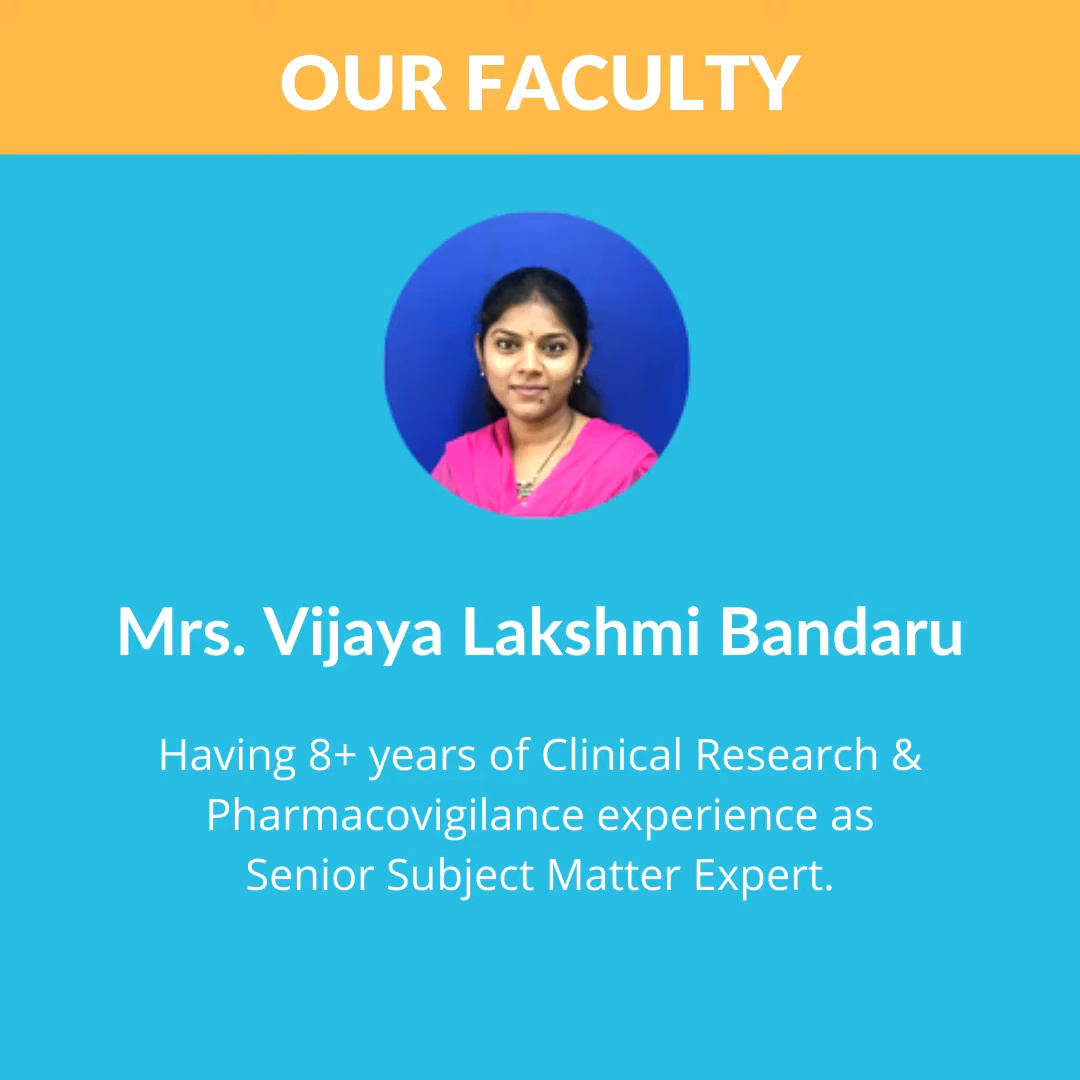 OUR FACULTY
Mrs. Vijaya Lakshmi Bandaru
Having 8+ years of Clinical Research &
Pharmacovigilance experience as
Senior Subject Matter Expert.